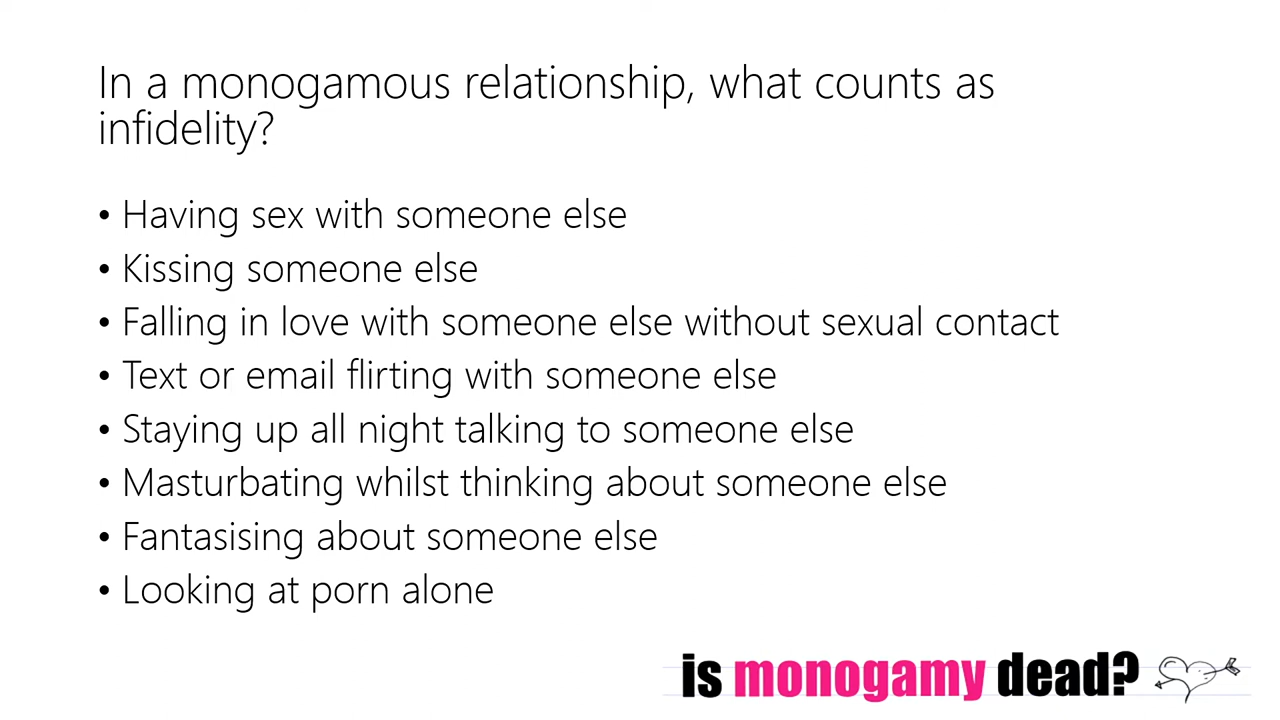 In a monogamous relationship, what counts as
infidelity?
• Having sex with someone else
• Kissing someone else
• Falling in love with someone else without sexual contact
• Text or email flirting with someone else
• Staying up all night talking to someone else
• Masturbating whilst thinking about someone else
• Fantasising about someone else
• Looking at porn alone
is monogamy dead?